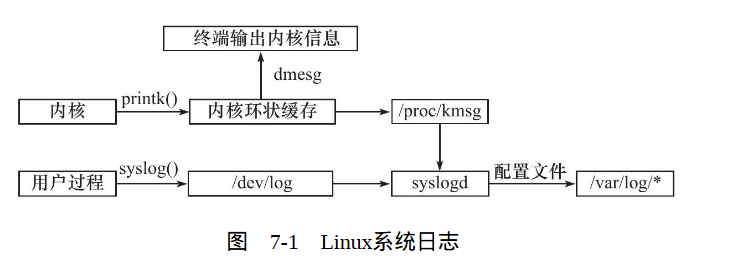 终端输出内核信息
dmesg
内核
printk()
内核环状缓存
/proc/kmsg
用户过程
syslog()
/dev/log
syslogd
配置文件
/var/log/*
图 7-1 Linux系统日志